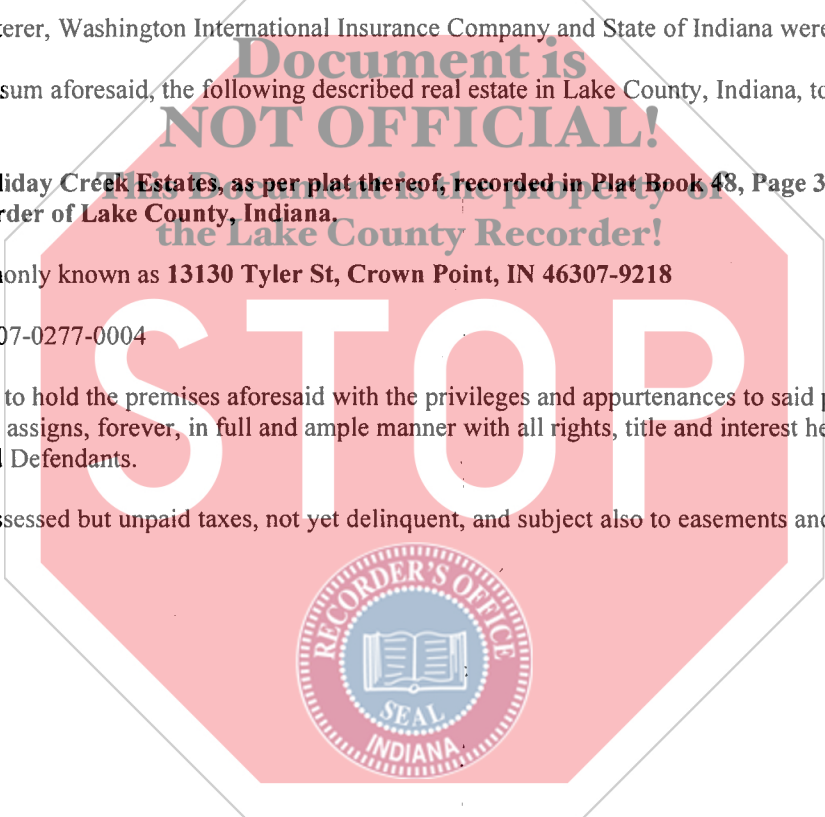 terer, Washington International Insurance Company and State of Indiana were
Document is
sum aforesaid, the following described real estate in Lake County, Indiana, to
NOT OFFICIAL!
liday Creek Estates, as per plat thereof, recorded in Plat Book 48, Page 3
This Document is the property of
rder of Lake County, Indiana.
the Lake County Recorder!
only known as 13130 Tyler St, Crown Point, IN 46307-9218
STOP
07-0277-0004
to hold the premises aforesaid with the privileges and appurtenances to said
assigns, forever, in full and ample manner with all rights, title and interest he
Defendants.
ssessed but unpaid taxes, not yet delinquent, and subject also to easements and
RECORDER'S OFFICE
SEAL
INDIANA